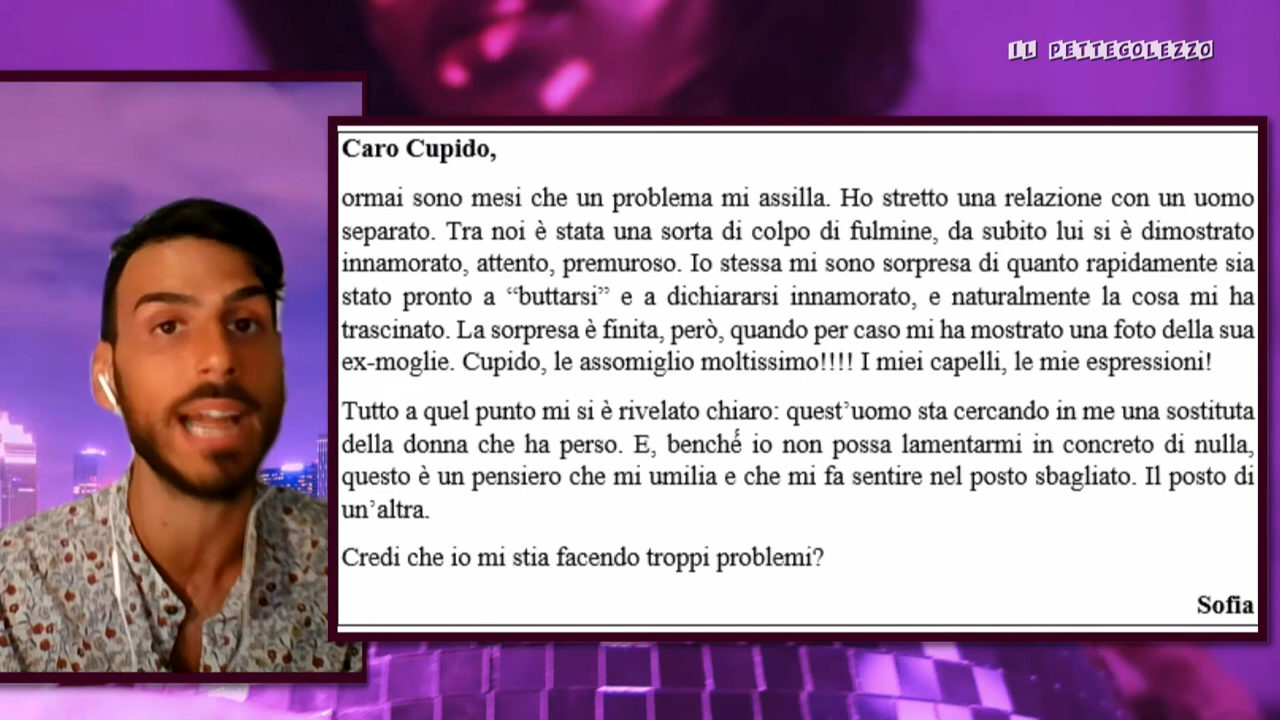 IL PETTEGOLEZZO
Caro Cupido,
ormai sono mesi che un problema mi assilla. Ho stretto una relazione con un uomo
separato. Tra noi è stata una sorta di colpo di fulmine, da subito lui si è dimostrato
innamorato, attento, premuroso. Io stessa mi sono sorpresa di quanto rapidamente sia
stato pronto a “buttarsi” e a dichiararsi innamorato, e naturalmente la cosa mi ha
trascinato. La sorpresa è finita, però, quando per caso mi ha mostrato una foto della sua
ex-moglie. Cupido, le assomiglio moltissimo!!!! I miei capelli, le mie espressioni!
Tutto a quel punto mi si è rivelato chiaro: quest’uomo sta cercando in me una sostituta
della donna che ha perso. E, benché io non possa lamentarmi in concreto di nulla,
questo è un pensiero che mi umilia e che mi fa sentire nel posto sbagliato. Il posto di
un’altra.
Credi che io mi stia facendo troppi problemi?
Sofia